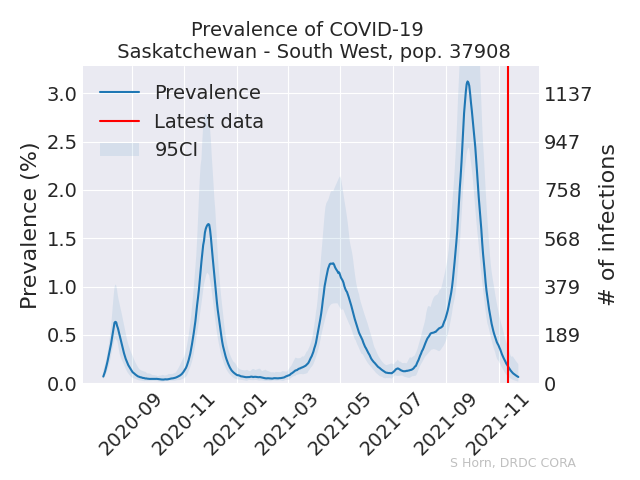 Prevalence of COVID-19
Saskatchewan - South West, pop. 37908
Prevalence
Latest data
95CI
Prevalence (%)
3.0
2.5
2.0
1.5
1.0
0.5
0.0
1137
947
758
568
379
189
0
# of infections
2020-09
2020-11
2021-01
2021-03
2021-05
2021-07
2021-09
2021-11
S Horn, DRDC CORA